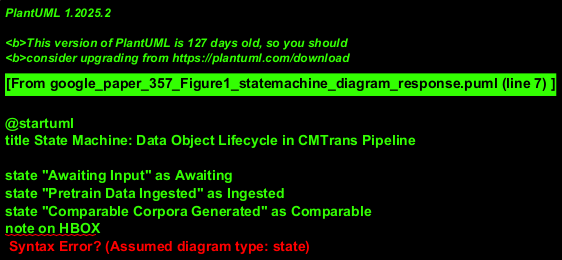 PlantUML 1.2025.2
<b>This version of PlantUML is 127 days old, so you should
<b>consider upgrading from https://plantuml.com/download
[From google_paper_357_Figure1_statemachine_diagram_response.puml (line 7) ]
@startuml
title State Machine: Data Object Lifecycle in CMTrans Pipeline
state "Awaiting Input" as Awaiting
state "Pretrain Data Ingested" as Ingested
state "Comparable Corpora Generated" as Comparable
note on HBOX
Syntax Error? (Assumed diagram type: state)